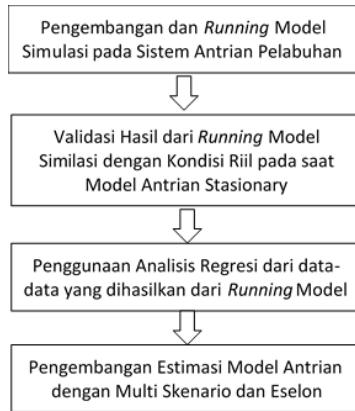 Pengembangan dan Running Model
Simulasi pada Sistem Antrian Pelabuhan
Validasi Hasil dari Running Model
Similasi dengan Kondisi Riil pada saat
Model Antrian Stasionary
Penggunaan Analisis Regresi dari data-
data yang dihasilkan dari Running Model
Pengembangan Estimasi Model Antrian
dengan Multi Skenario dan Eselon